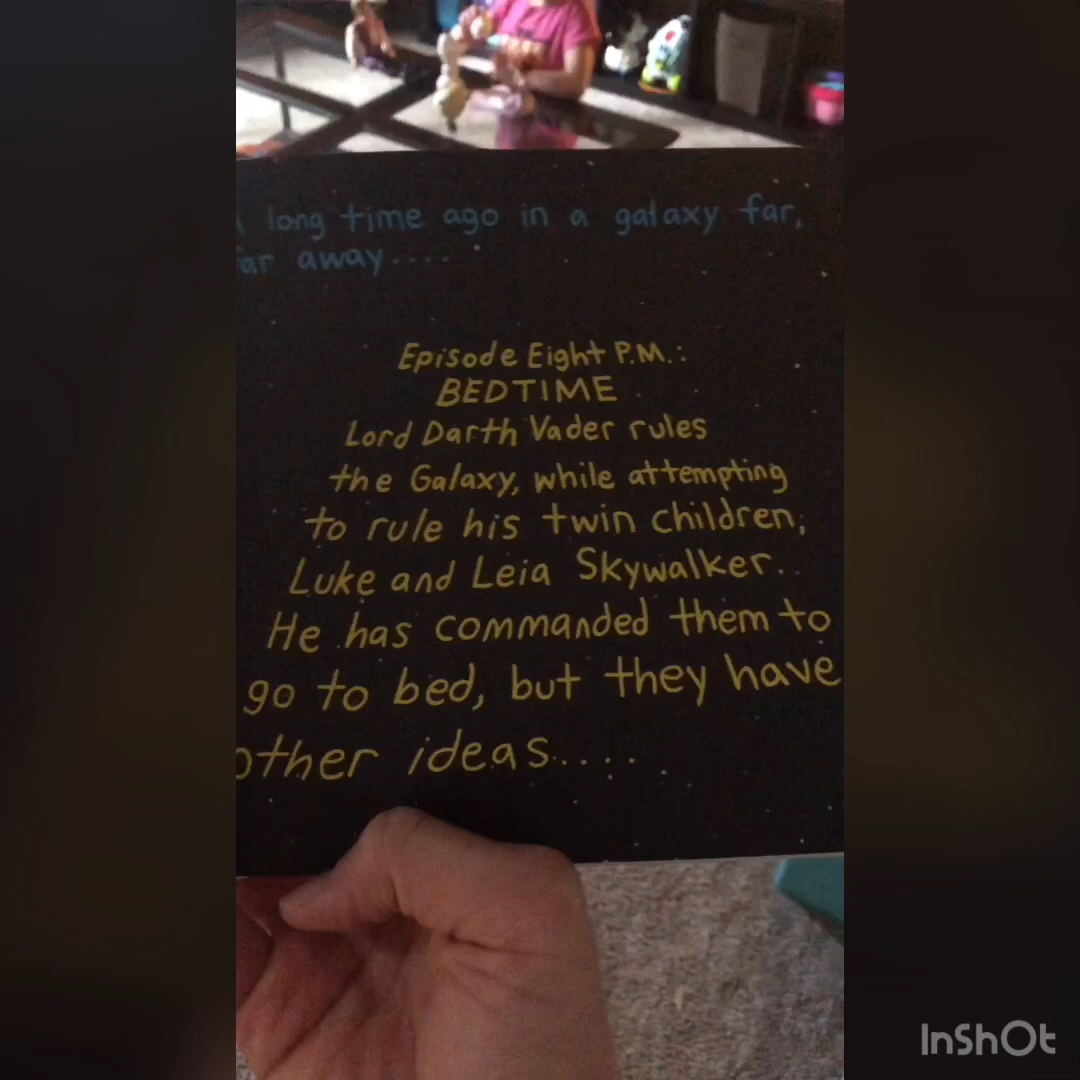 long time ago in a galaxy far,
ar away....
Episode Eight P.M.:
BEDTIME
Lord Darth Vader rules
the Galaxy, while attempting
to rule his twin children,
Luke and Leia Skywalker.
He has commanded them to
go to bed, but they have
other ideas....
InShOt